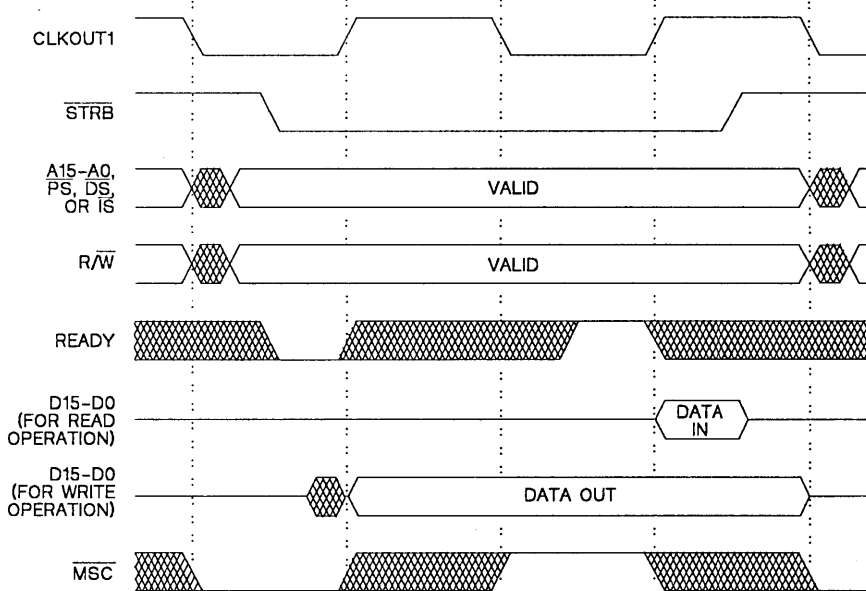 CLKOUT1
STRB
A15-A0,
PS, DS,
OR IS
VALID
R/W
VALID
READY
D15-D0
(FOR READ
OPERATION)
DATA
IN
D15-D0
(FOR WRITE
OPERATION)
DATA OUT
MSC